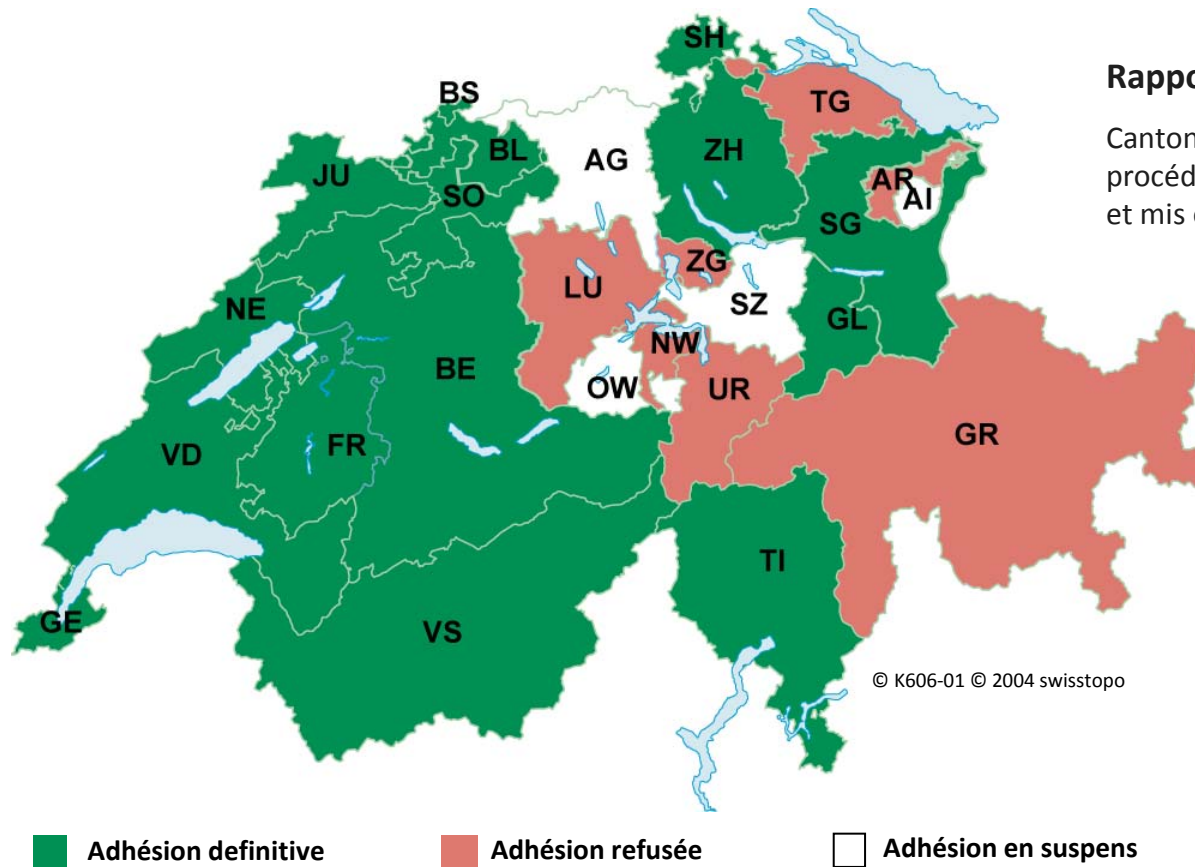 SH
Rappo
BS
TG
Canton
BL
AG
ZH
procéd
JU
AR
SO
AI
et mis
SG
ZG
LU
NE
SZ
GL
NW
BE
OW
UR
GR
FR
VD
TI
GE
VS
© K606-01 © 2004 swisstopo
Adhésion definitive
Adhésion refusée
Adhésion en suspens